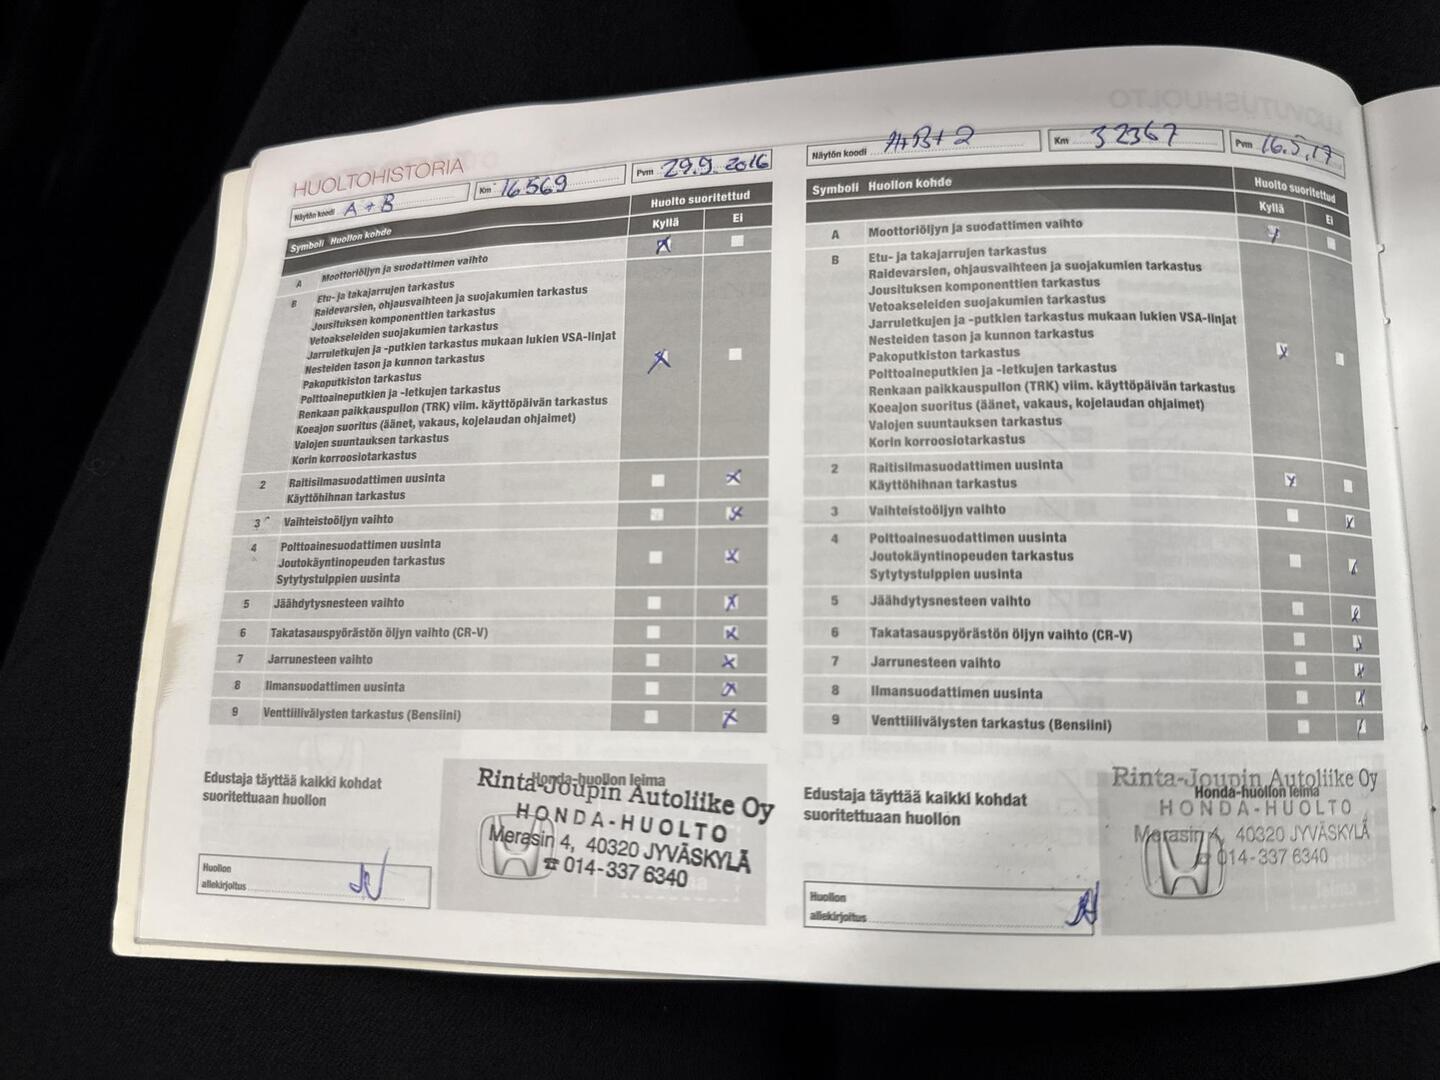 HUOLTOHISTORIA
Näytön koodi A + B Km 16569 Pvm 29.9.2016
Symboli Huollon kohde Huolto suoritettud
Kyllä Ei
A Moottoriöljyn ja suodattimen vaihto
B Etu- ja takajarrujen tarkastus
Raidevarsien, ohjausvaihteen ja suojakumien tarkastus
Jousituksen komponenttien tarkastus
Vetoakseleiden suojakumien tarkastus
Jarruletkujen ja -putkien tarkastus mukaan lukien VSA-linjat
Nesteiden tason ja kunnon tarkastus
Pakoputkiston tarkastus
Polttoaineputkien ja -letkujen tarkastus
Renkaan paikkauspullon (TRK) viim. käyttöpäivän tarkastus
Koeajon suoritus (äänet, vakaus, kojelaudan ohjaimet)
Valojen suuntauksen tarkastus
Korin korroosiotarkastus
2 Raitisilmasuodattimen uusinta
Käyttöhihnan tarkastus
3 Vaihteistoöljyn vaihto
4 Polttoainesuodattimen uusinta
Joutokäyntinopeuden tarkastus
Sytytystulppien uusinta
5 Jäähdytysnesteen vaihto
6 Takatasauspyörästön öljyn vaihto (CR-V)
7 Jarrunesteen vaihto
8 Ilmansuodattimen uusinta
9 Venttiilivälysten tarkastus (Bensiini)
Edustaja täyttää kaikki kohdat
suoritettuaan huollon
Honda-huollon leima
Rinta-Joupin Autoliike Oy
HONDA-HUOLTO
Merasin 4, 40320 JYVÄSKYLÄ
☎ 014-337 6340
Huollon
allekirjoitus
Näytön koodi A+B+2 Km 32367 Pvm 16.5.17
Symboli Huollon kohde Huolto suoritettud
Kyllä Ei
A Moottoriöljyn ja suodattimen vaihto
B Etu- ja takajarrujen tarkastus
Raidevarsien, ohjausvaihteen ja suojakumien tarkastus
Jousituksen komponenttien tarkastus
Vetoakseleiden suojakumien tarkastus
Jarruletkujen ja -putkien tarkastus mukaan lukien VSA-linjat
Nesteiden tason ja kunnon tarkastus
Pakoputkiston tarkastus
Polttoaineputkien ja -letkujen tarkastus
Renkaan paikkauspullon (TRK) viim. käyttöpäivän tarkastus
Koeajon suoritus (äänet, vakaus, kojelaudan ohjaimet)
Valojen suuntauksen tarkastus
Korin korroosiotarkastus
2 Raitisilmasuodattimen uusinta
Käyttöhihnan tarkastus
3 Vaihteistoöljyn vaihto
4 Polttoainesuodattimen uusinta
Joutokäyntinopeuden tarkastus
Sytytystulppien uusinta
5 Jäähdytysnesteen vaihto
6 Takatasauspyörästön öljyn vaihto (CR-V)
7 Jarrunesteen vaihto
8 Ilmansuodattimen uusinta
9 Venttiilivälysten tarkastus (Bensiini)
Edustaja täyttää kaikki kohdat
suoritettuaan huollon
Rinta-Joupin Autoliike Oy
Honda-huollon leima
HONDA-HUOLTO
Merasin 4, 40320 JYVÄSKYLÄ
☎ 014-337 6340
Huollon
allekirjoitus